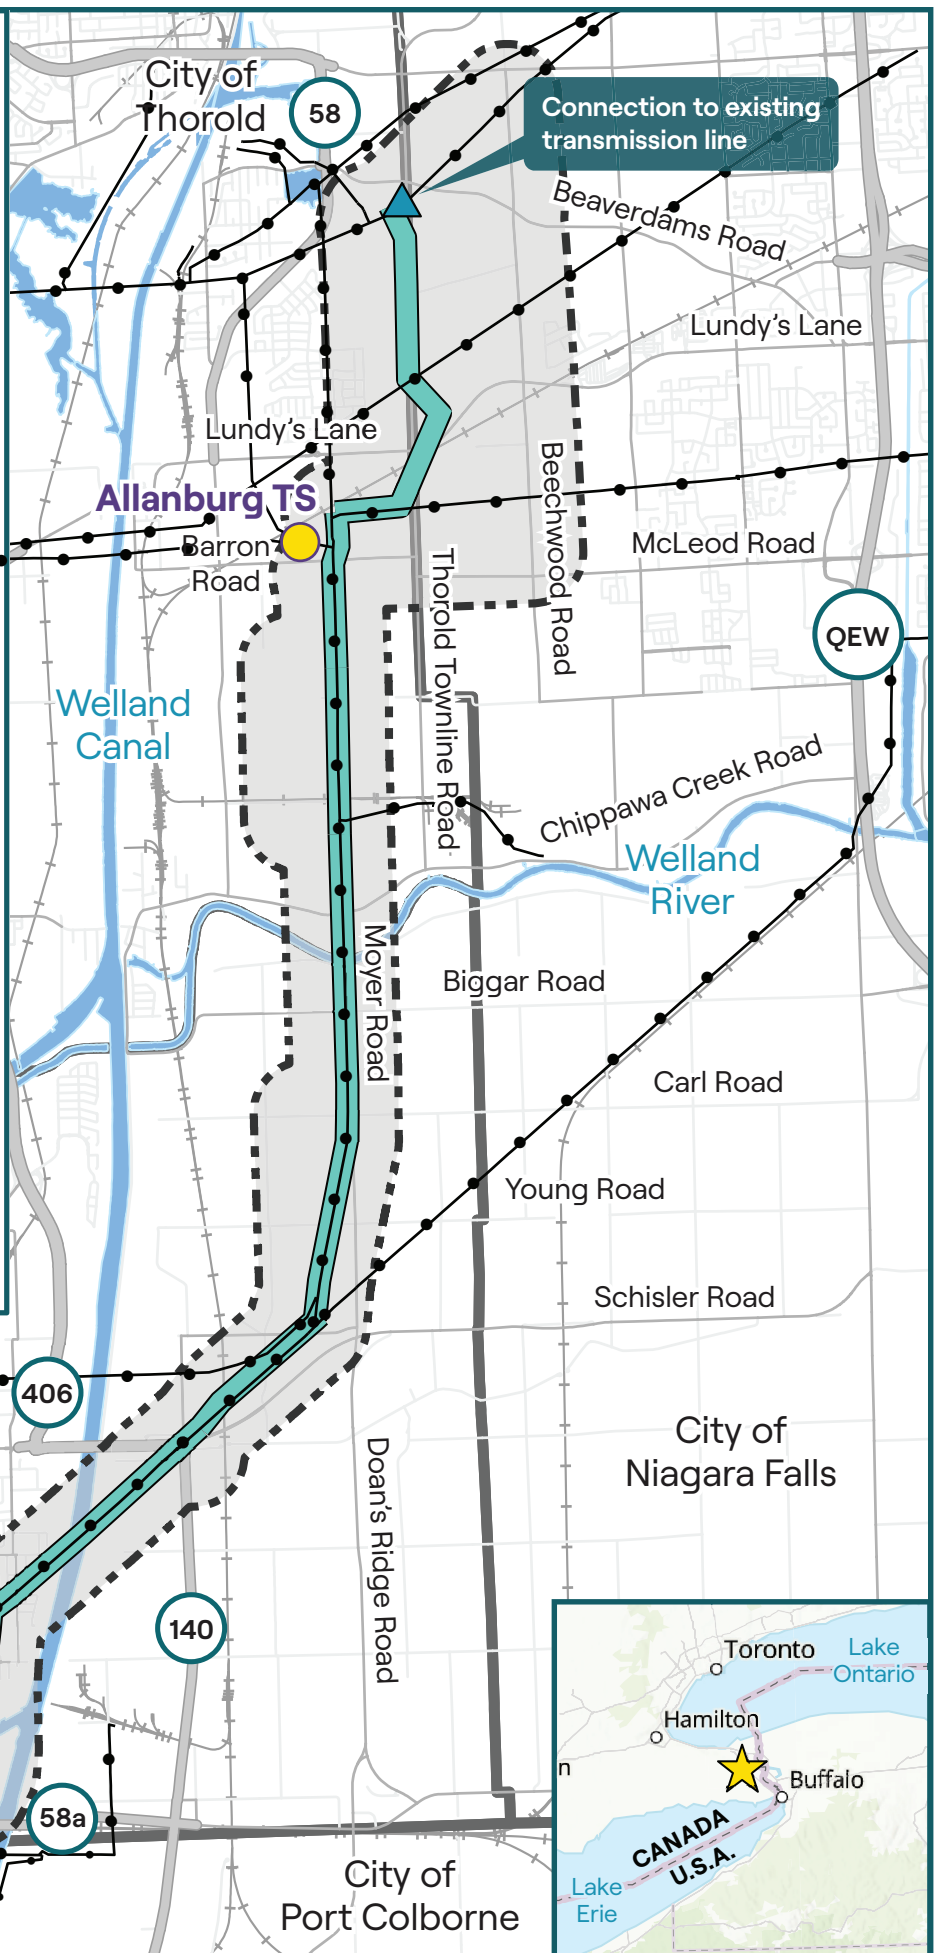 City of
Thorold
58
Connection to existing
transmission line
Beaverdams Road
Lundy's Lane
Lundy's Lane
Allanburg TS
Barron
Road
Beechwood Road
McLeod Road
Thorold Townline Road
QEW
Welland
Canal
Chippawa Creek Road
Welland
River
Moyer Road
Biggar Road
Carl Road
Young Road
Schisler Road
406
City of
Niagara Falls
Doan's Ridge Road
140
58a
City of
Port Colborne
Toronto
Lake
Ontario
Hamilton
n
Buffalo
CANADA
U.S.A.
Lake
Erie